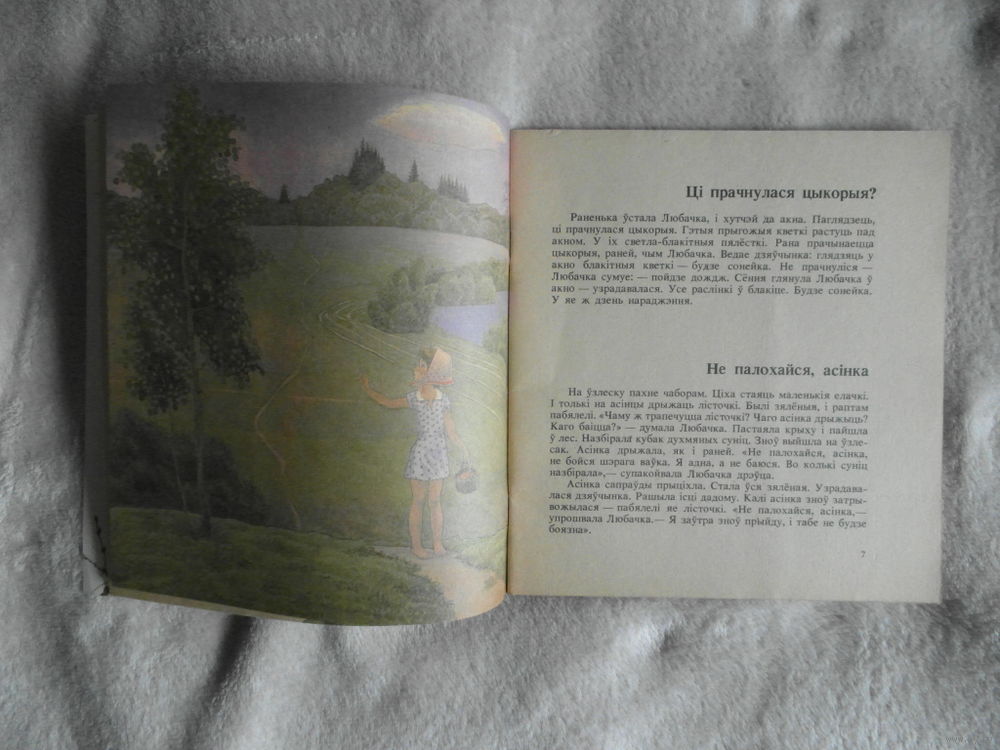 Ці прачнулася цыкорыя?
Раненька ўстала Любачка, і хутчэй да акна. Паглядзець,
ці прачнулася цыкорыя. Гэтыя прыгожыя кветкі растуць пад
акном. У іх светла-блакітныя пялёсткі. Рана прачынаецца
цыкорыя, раней, чым Любачка. Ведае дзяўчынка: глядзяць у
акно блакітныя кветкі — будзе сонейка. Не прачнуліся —
Любачка сумуе: — пойдзе дождж. Сёння глянула Любачка ў
акно — узрадавалася. Усе раслінкі ў блакіце. Будзе сонейка.
У яе ж дзень нараджэння.
Не палохайся, асінка
На ўзлеску пахне чаборам. Ціха стаяць маленькія елачкі.
І толькі на асінцы дрыжаць лісточкі. Былі зялёныя, і раптам
пабялелі. «Чаму ж трапечуцца лісточкі? Чаго асінка дрыжыць?
Каго баіцца?» — думала Любачка. Пастаяла крыху і пайшла
ў лес. Назбірала кубак духмяных суніц. Зноў выйшла на ўзле-
сак. Асінка дрыжала, як і раней. «Не палохайся, асінка,
не бойся шэрага ваўка. Я адна, а не баюся. Во колькі суніц
назбірала»,— супакойвала Любачка дрэўца.
Асінка сапраўды прыціхла. Стала ўся зялёная. Узрадава-
лася дзяўчынка. Рашыла ісці дадому. Калі асінка зноў затры-
вожылася — пабялелі яе лісточкі. «Не палохайся, асінка,—
упрошвала Любачка.— Я заўтра зноў прыйду, і табе не будзе
боязна».
7